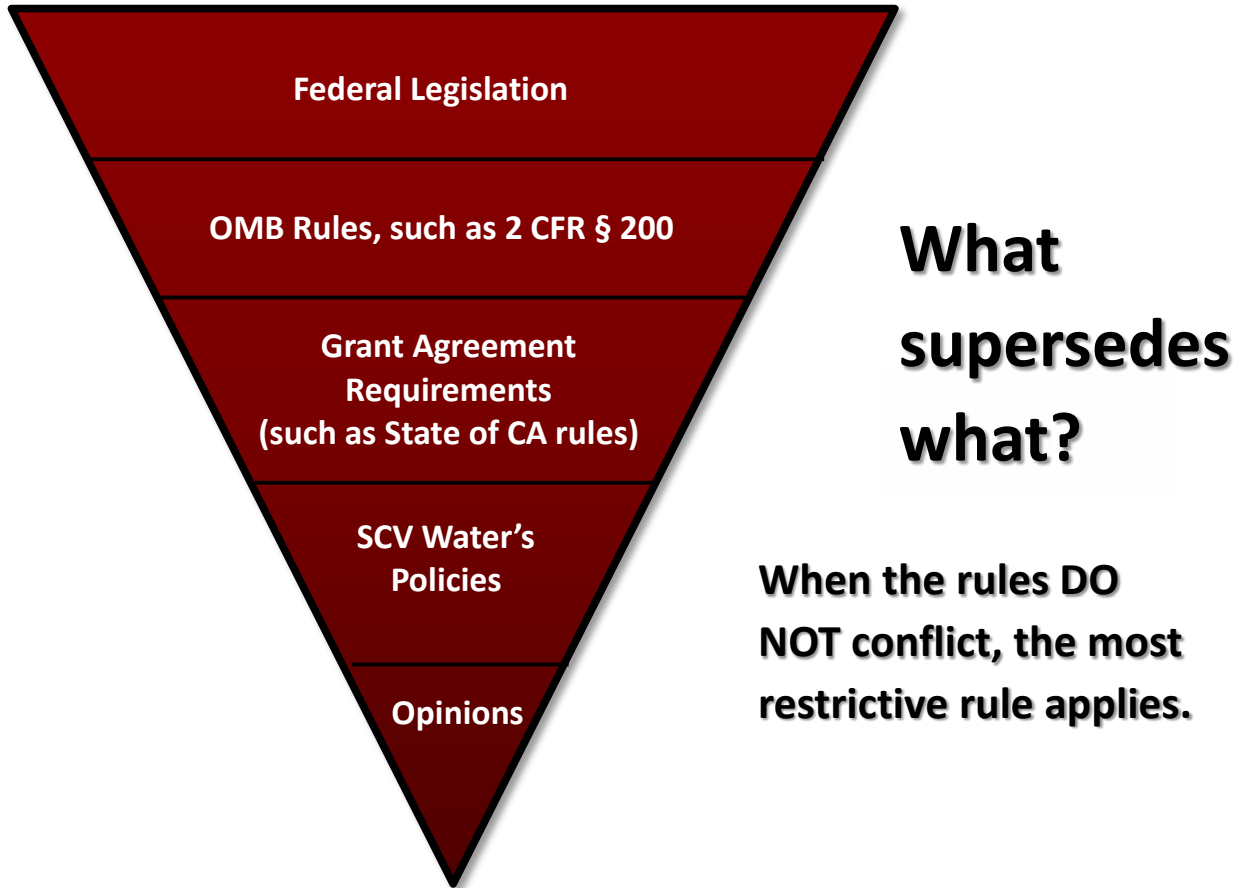 Federal Legislation
OMB Rules, such as 2 CFR § 200
Grant Agreement
Requirements
(such as State of CA rules)
SCV Water’s
Policies
Opinions
What
supersedes
what?
When the rules DO
NOT conflict, the most
restrictive rule applies.